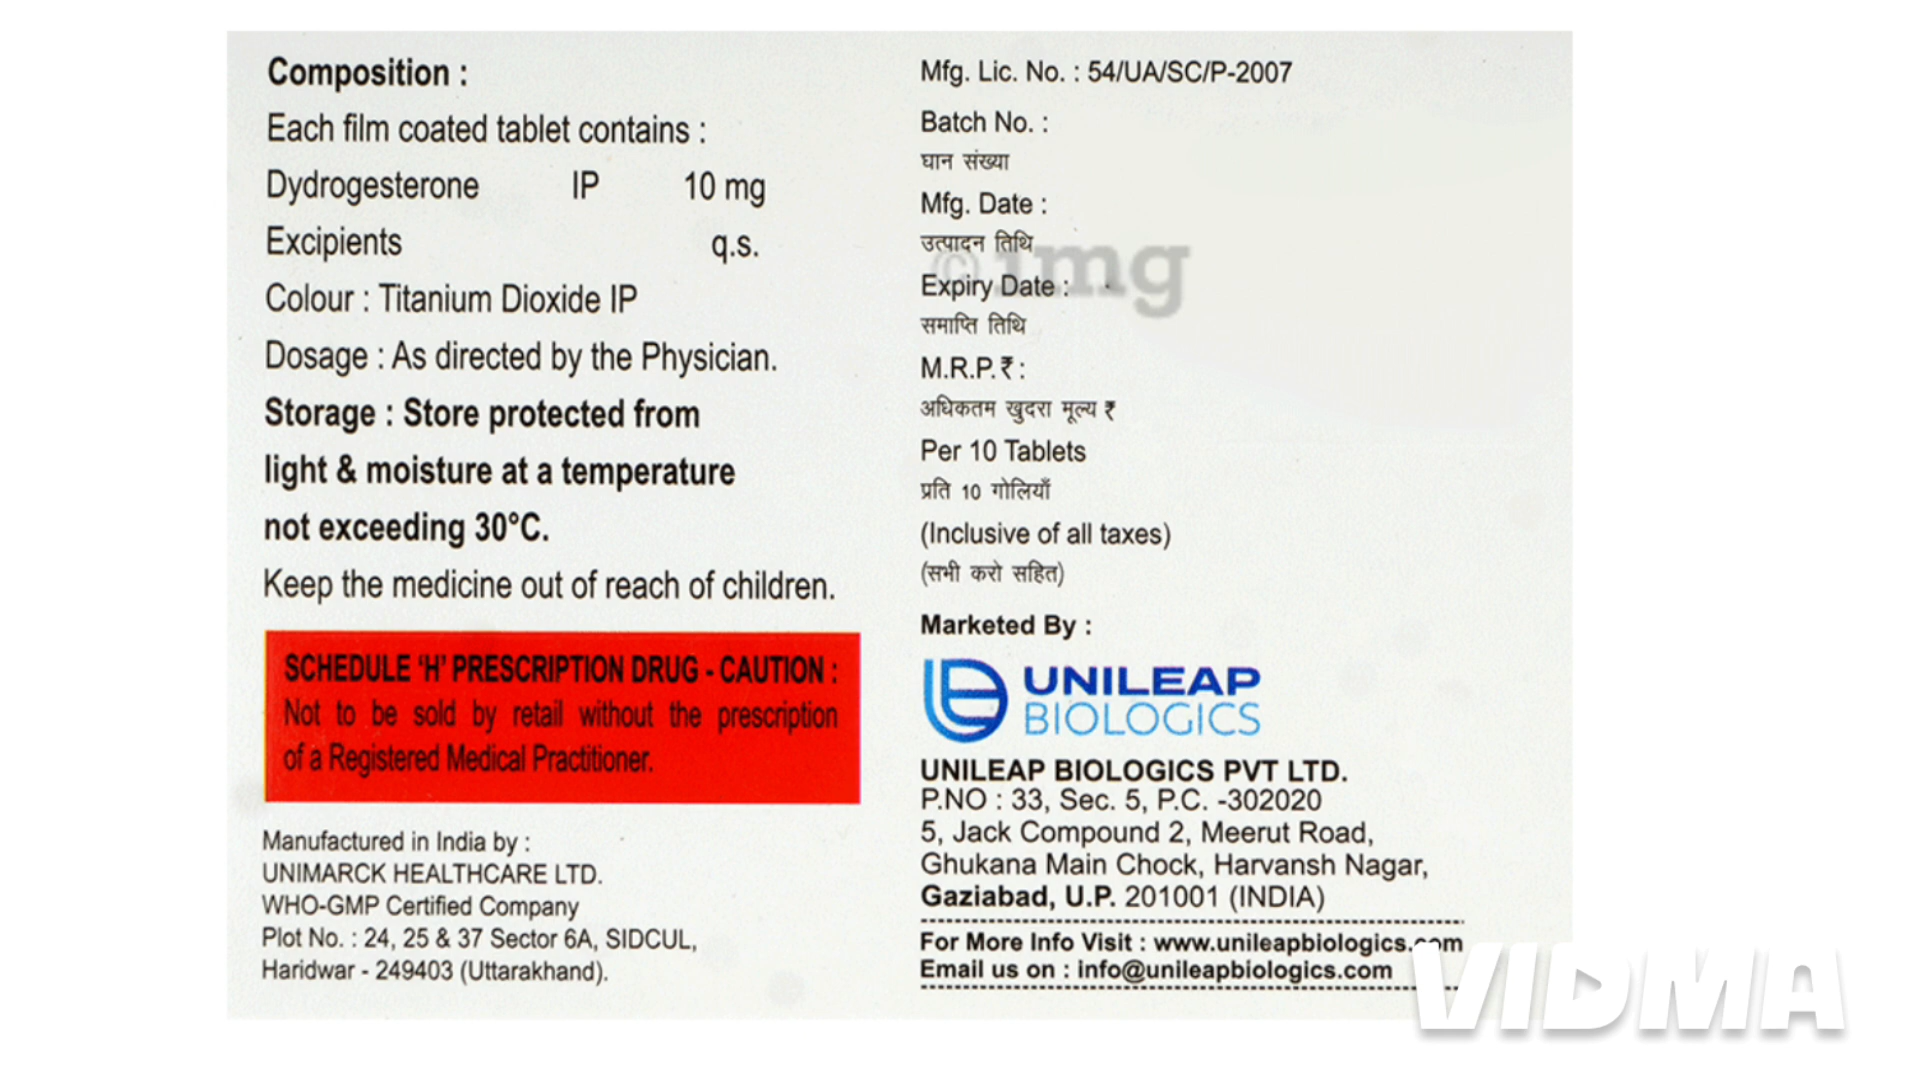 Composition :
Each film coated tablet contains :
Dydrogesterone IP 10 mg
Excipients q.s.
Colour : Titanium Dioxide IP
Dosage : As directed by the Physician.
Storage : Store protected from
light & moisture at a temperature
not exceeding 30°C.
Keep the medicine out of reach of children.
SCHEDULE 'H' PRESCRIPTION DRUG - CAUTION :
Not to be sold by retail without the prescription
of a Registered Medical Practitioner.
Manufactured in India by :
UNIMARCK HEALTHCARE LTD.
WHO-GMP Certified Company
Plot No. : 24, 25 & 37 Sector 6A, SIDCUL,
Haridwar - 249403 (Uttarakhand).
Mfg. Lic. No. : 54/UA/SC/P-2007
Batch No. :
घान संख्या
Mfg. Date :
उत्पादन तिथि
© 1mg
Expiry Date :
समाप्ति तिथि
M.R.P.₹ :
अधिकतम खुदरा मूल्य ₹
Per 10 Tablets
प्रति 10 गोलियाँ
(Inclusive of all taxes)
(सभी करो सहित)
Marketed By :
UNILEAP
BIOLOGICS
UNILEAP BIOLOGICS PVT LTD.
P.NO : 33, Sec. 5, P.C. -302020
5, Jack Compound 2, Meerut Road,
Ghukana Main Chock, Harvansh Nagar,
Gaziabad, U.P. 201001 (INDIA)
For More Info Visit : www.unileapbiologics.com
Email us on : info@unileapbiologics.com
VIDMA